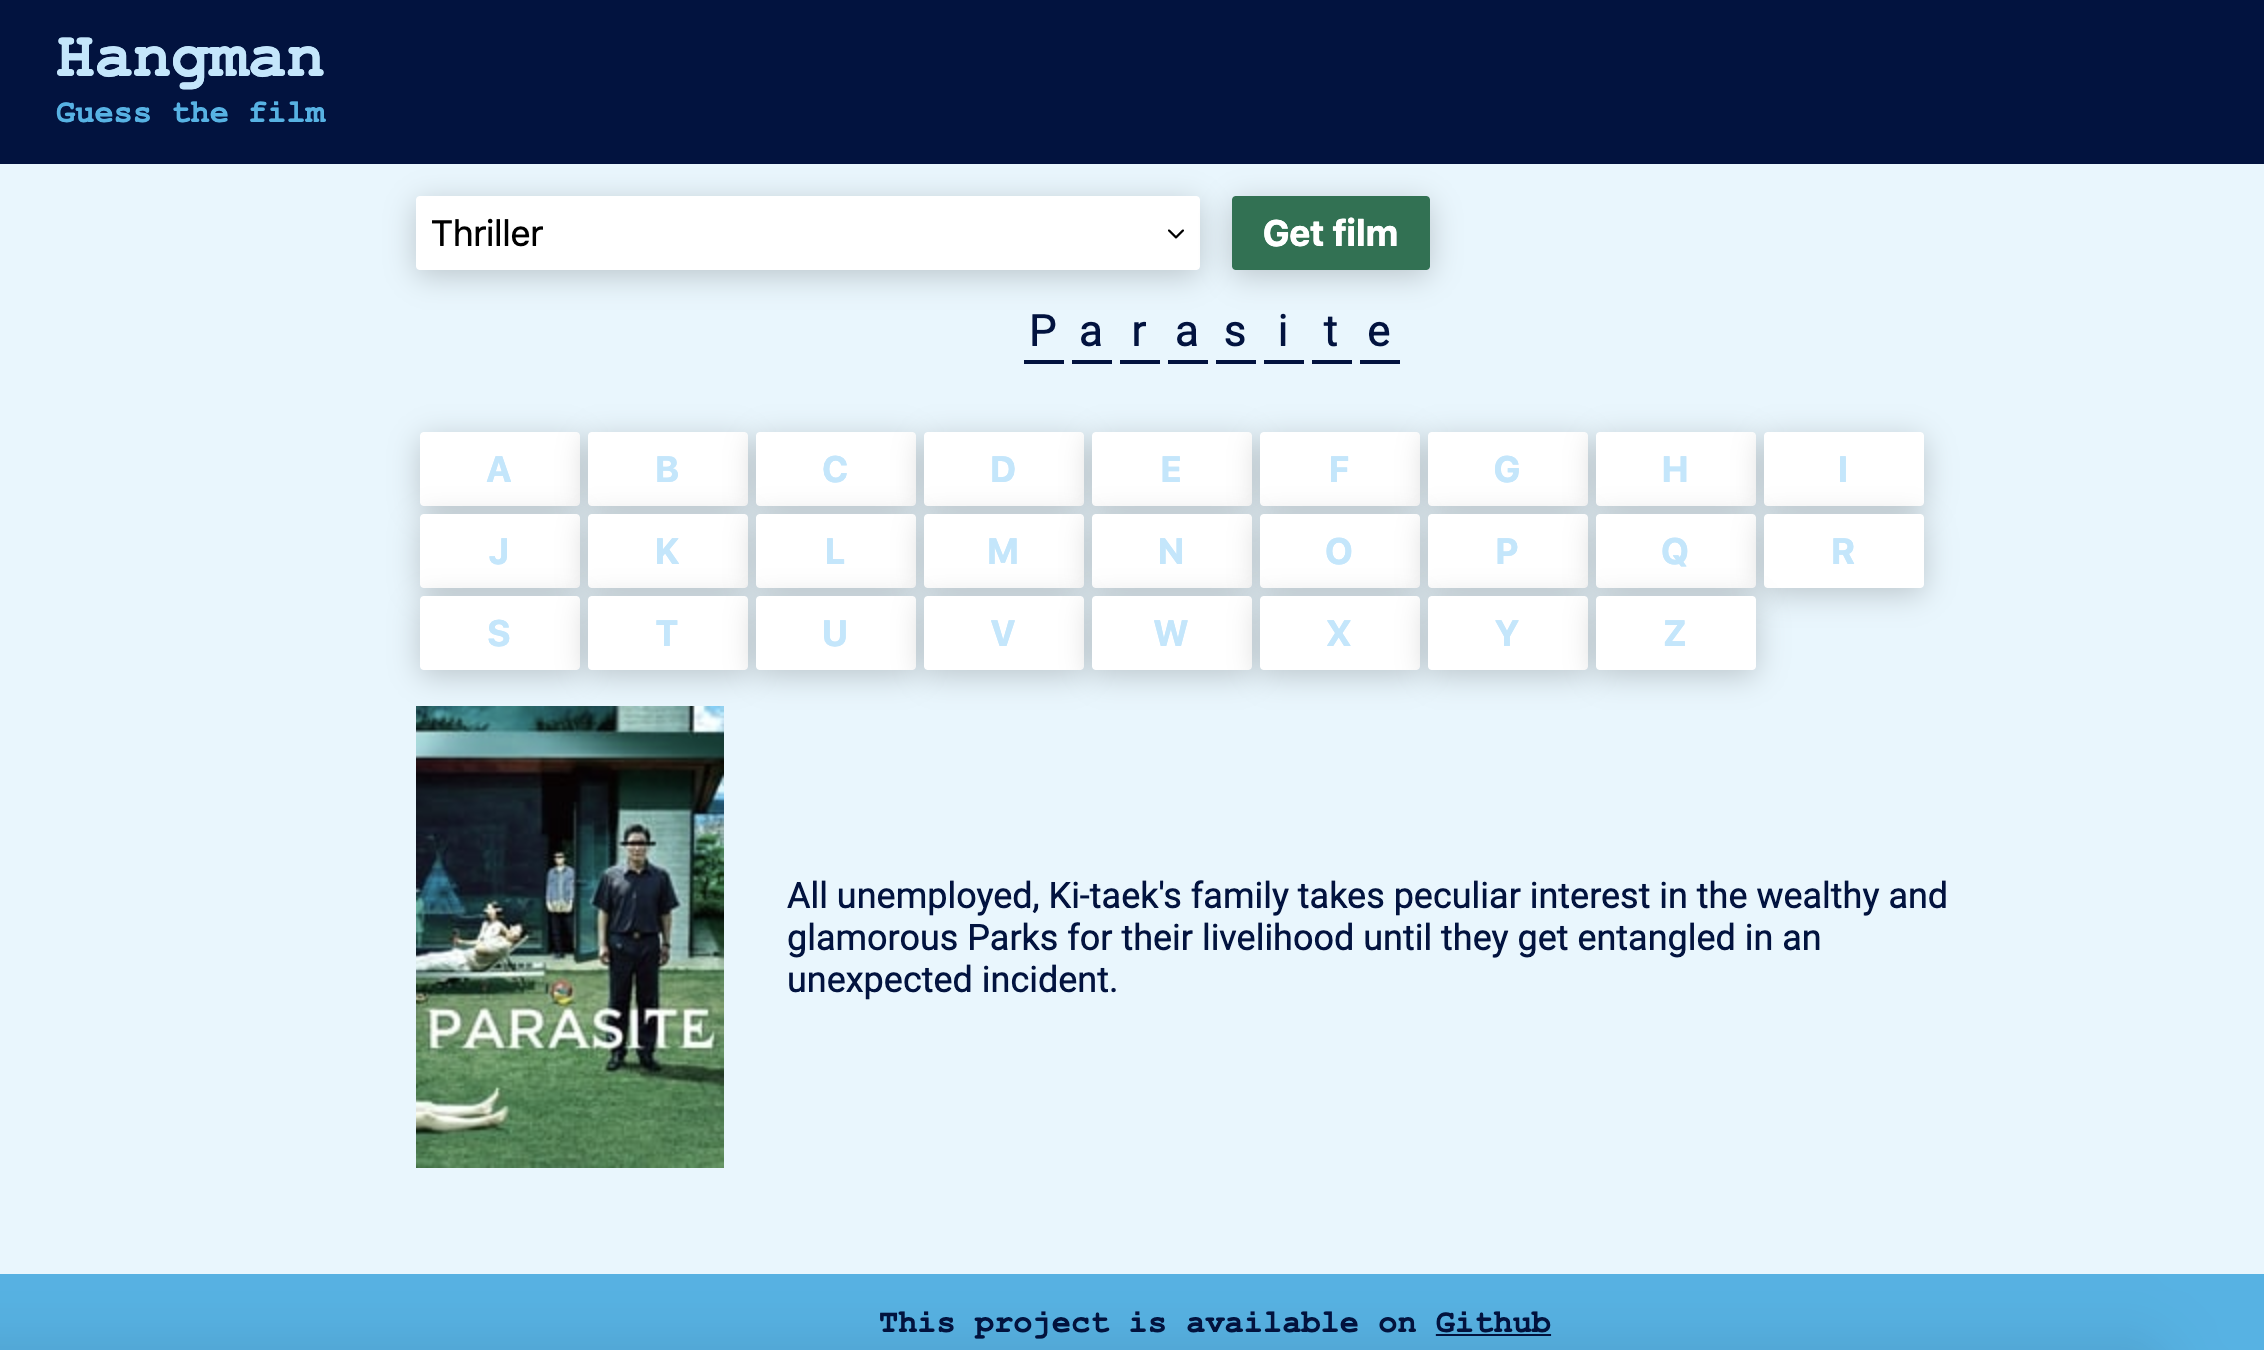 Hangman
Guess the film
Thriller
Get film
P a r a s i t e
A B C D E F G H I
J K L M N O P Q R
S T U V W X Y Z
PARASITE
All unemployed, Ki-taek's family takes peculiar interest in the wealthy and
glamorous Parks for their livelihood until they get entangled in an
unexpected incident.
This project is available on Github